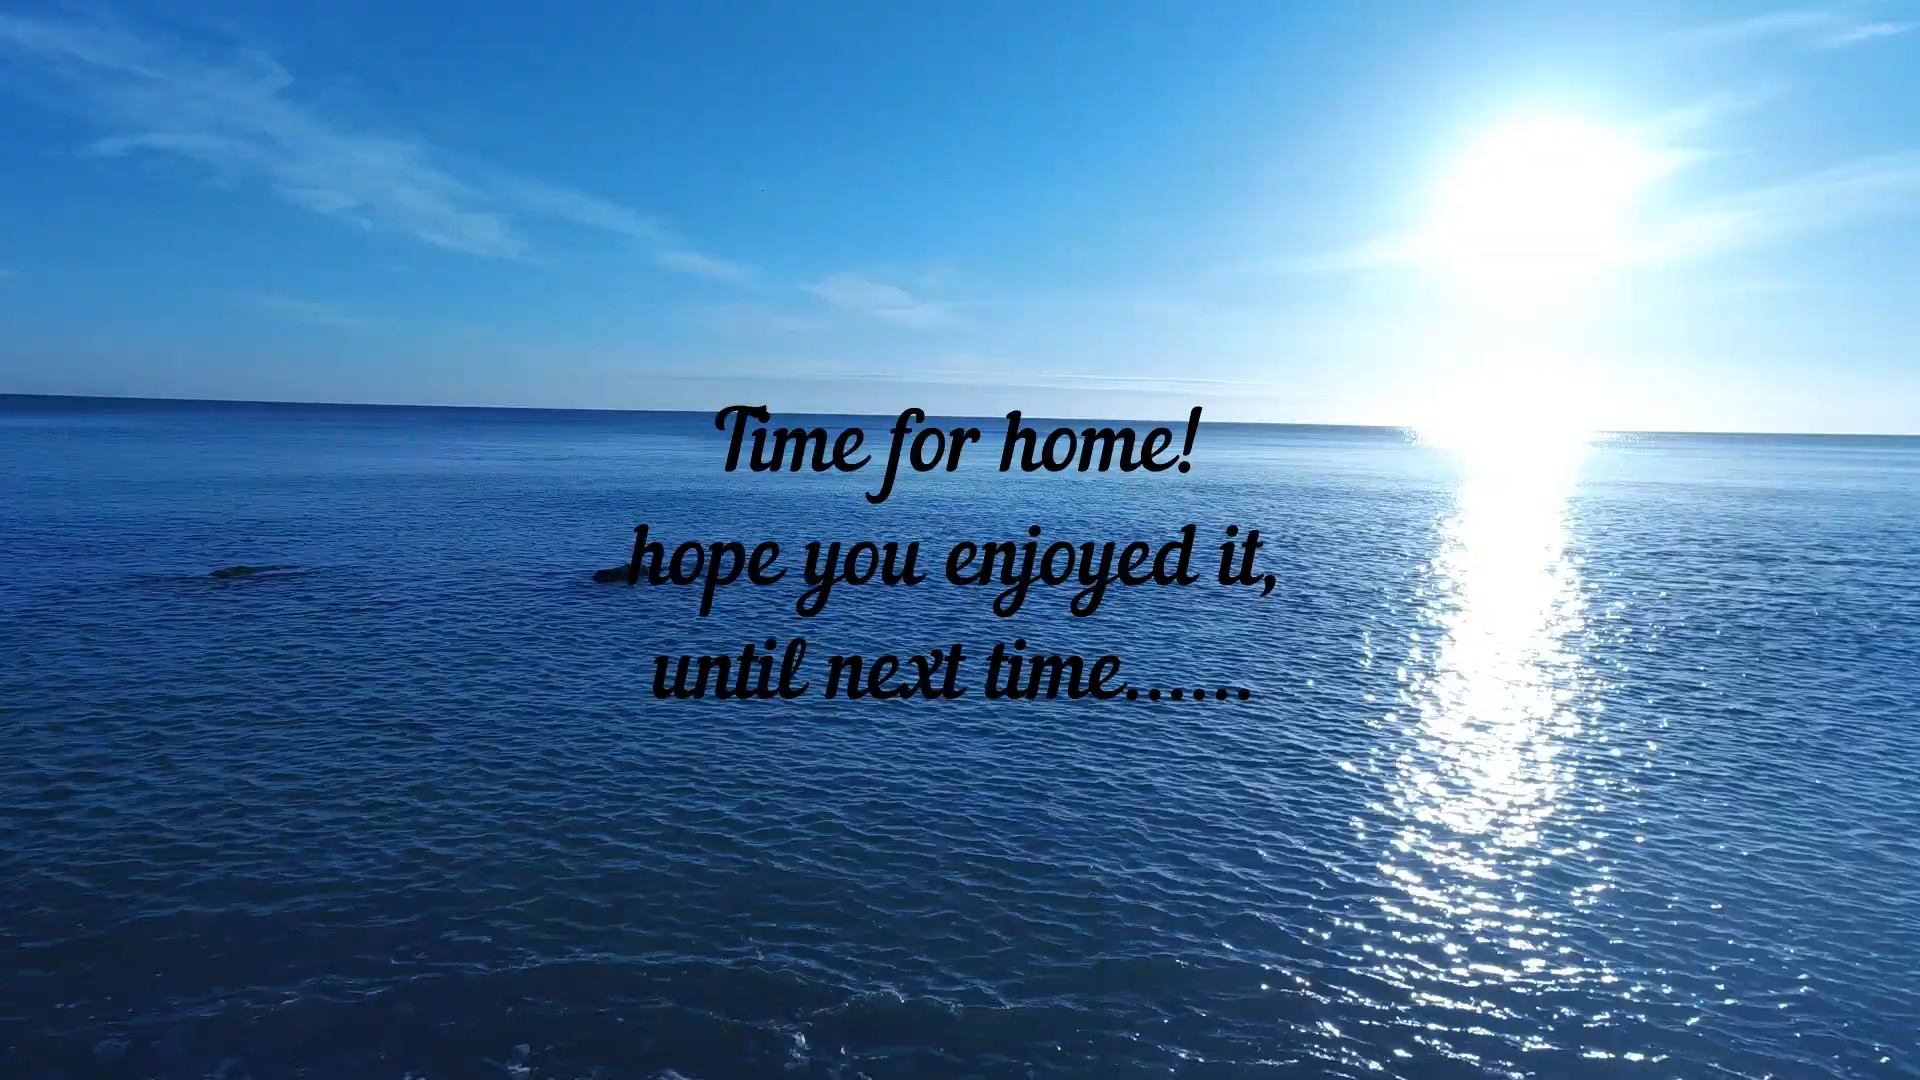 Time for home!
hope you enjoyed it,
until next time......